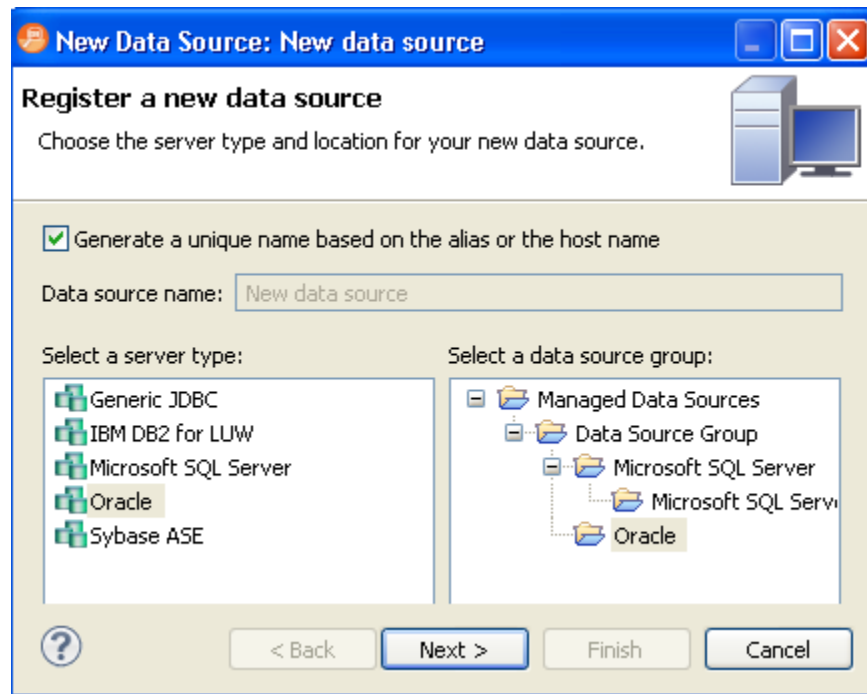 New Data Source: New data source
Register a new data source
Choose the server type and location for your new data source.
Generate a unique name based on the alias or the host name
Data source name: New data source
Select a server type:
Generic JDBC
IBM DB2 for LUW
Microsoft SQL Server
Oracle
Sybase ASE
Select a data source group:
Managed Data Sources
Data Source Group
Microsoft SQL Server
Microsoft SQL Serv
Oracle
?
< Back
Next >
Finish
Cancel